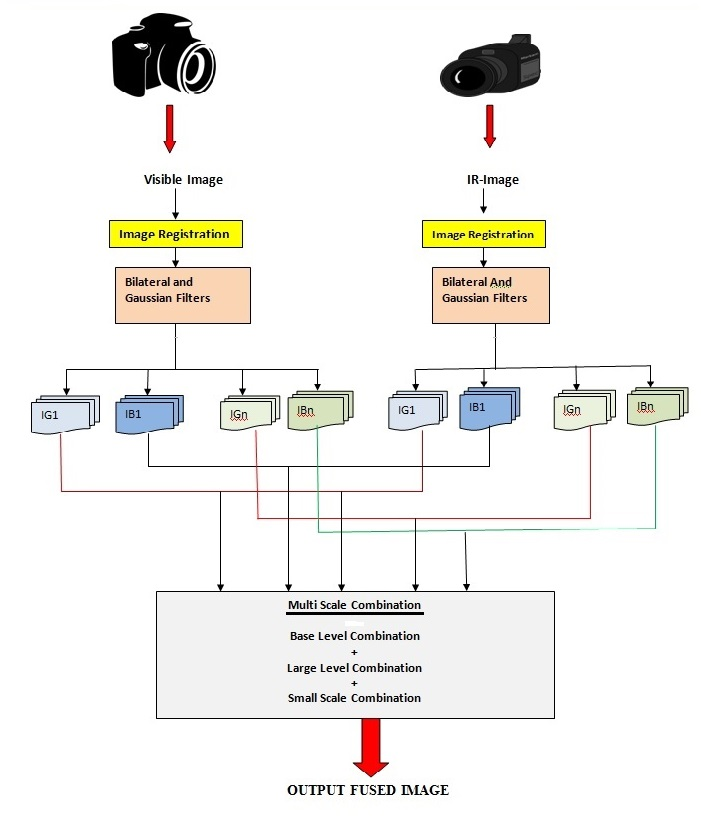 Visible Image
IR-Image
Image Registration
Image Registration
Bilateral and
Gaussian Filters
Bilateral And
Gaussian Filters
IG1
IB1
IGn
IBn
IG1
IB1
IGn
IBn
Multi Scale Combination
Base Level Combination
+
Large Level Combination
+
Small Scale Combination
OUTPUT FUSED IMAGE